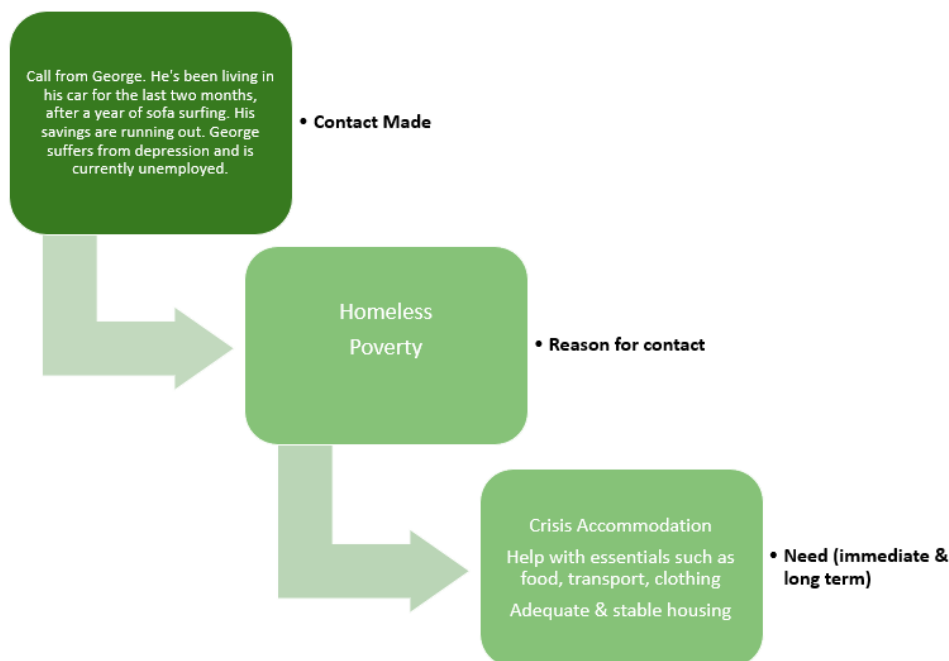 Call from George. He's been living in
his car for the last two months,
after a year of sofa surfing. His
savings are running out. George
suffers from depression and is
currently unemployed.
• Contact Made
Homeless
Poverty
• Reason for contact
Crisis Accommodation
Help with essentials such as
food, transport, clothing
Adequate & stable housing
• Need (immediate &
long term)